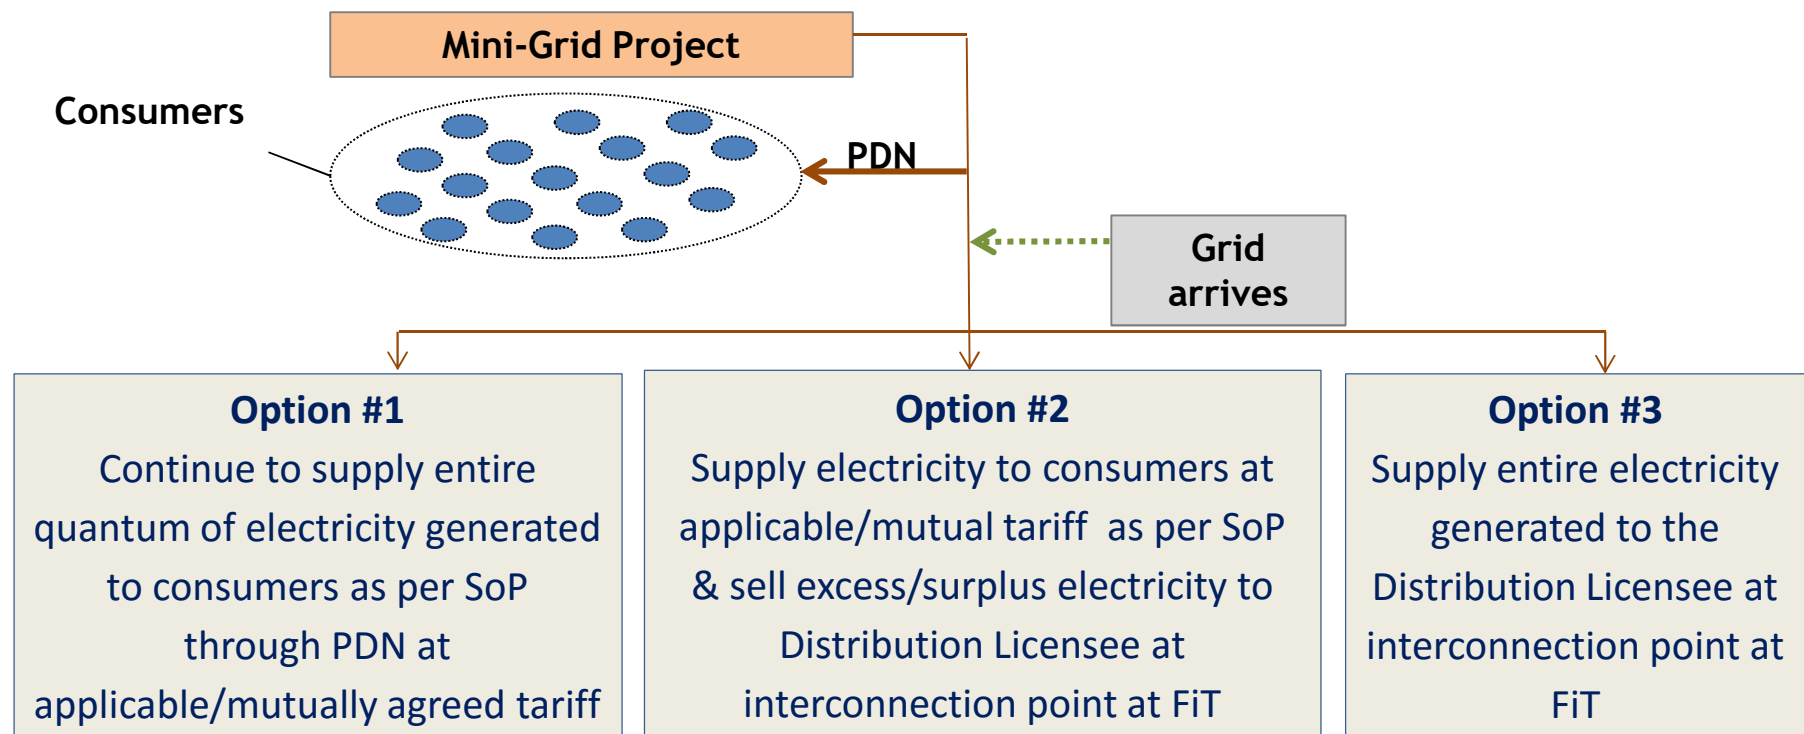 Mini-Grid Project
Consumers
PDN
Grid
arrives
Option #1
Continue to supply entire
quantum of electricity generated
to consumers as per SoP
through PDN at
applicable/mutually agreed tariff
Option #2
Supply electricity to consumers at
applicable/mutual tariff as per SoP
& sell excess/surplus electricity to
Distribution Licensee at
interconnection point at FiT
Option #3
Supply entire electricity
generated to the
Distribution Licensee at
interconnection point at
FiT